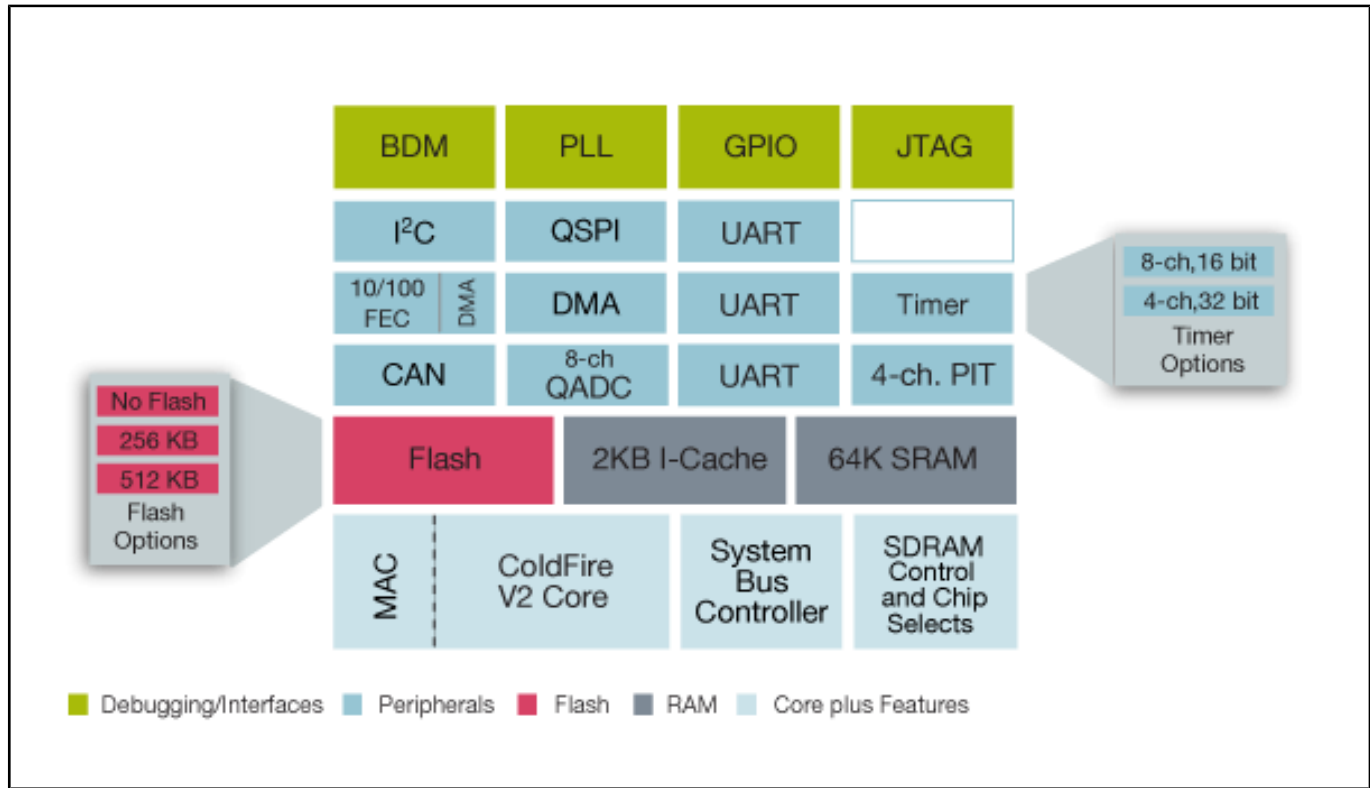 BDM
PLL
GPIO
JTAG
I²C
QSPI
UART
10/100
FEC
DMA
DMA
UART
Timer
8-ch,16 bit
4-ch,32 bit
Timer
Options
CAN
8-ch
QADC
UART
4-ch. PIT
No Flash
256 KB
512 KB
Flash
Options
Flash
2KB I-Cache
64K SRAM
MAC
ColdFire
V2 Core
System
Bus
Controller
SDRAM
Control
and Chip
Selects
Debugging/Interfaces
Peripherals
Flash
RAM
Core plus Features